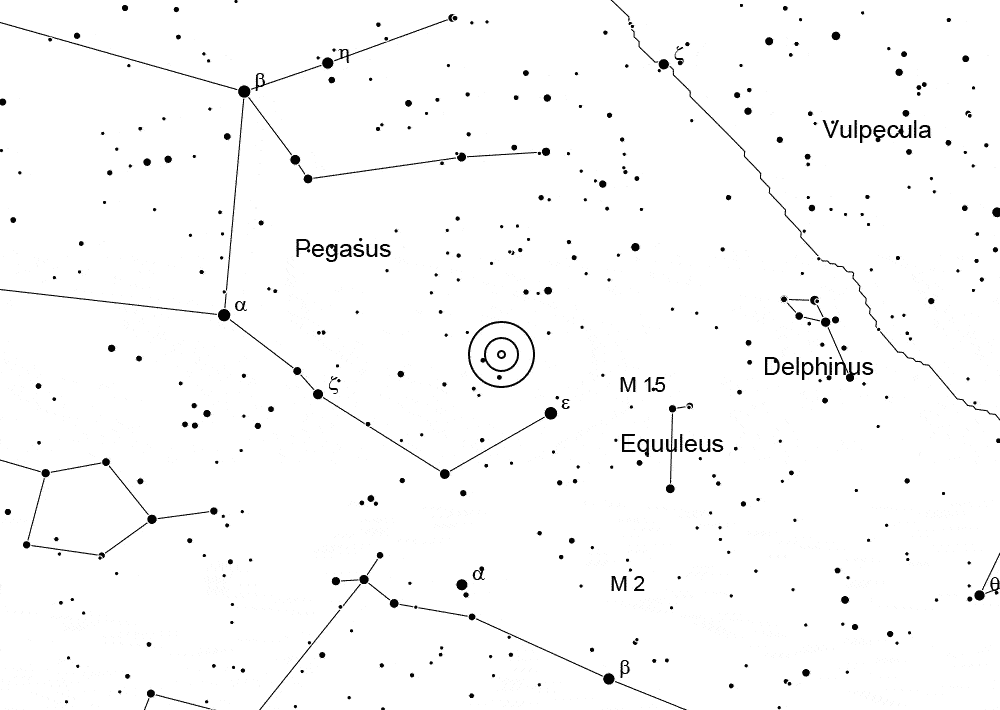 η
β
ζ
Vulpecula
Pegasus
α
Delphinus
ζ
M 15
ε
Equuleus
α
M 2
θ
β